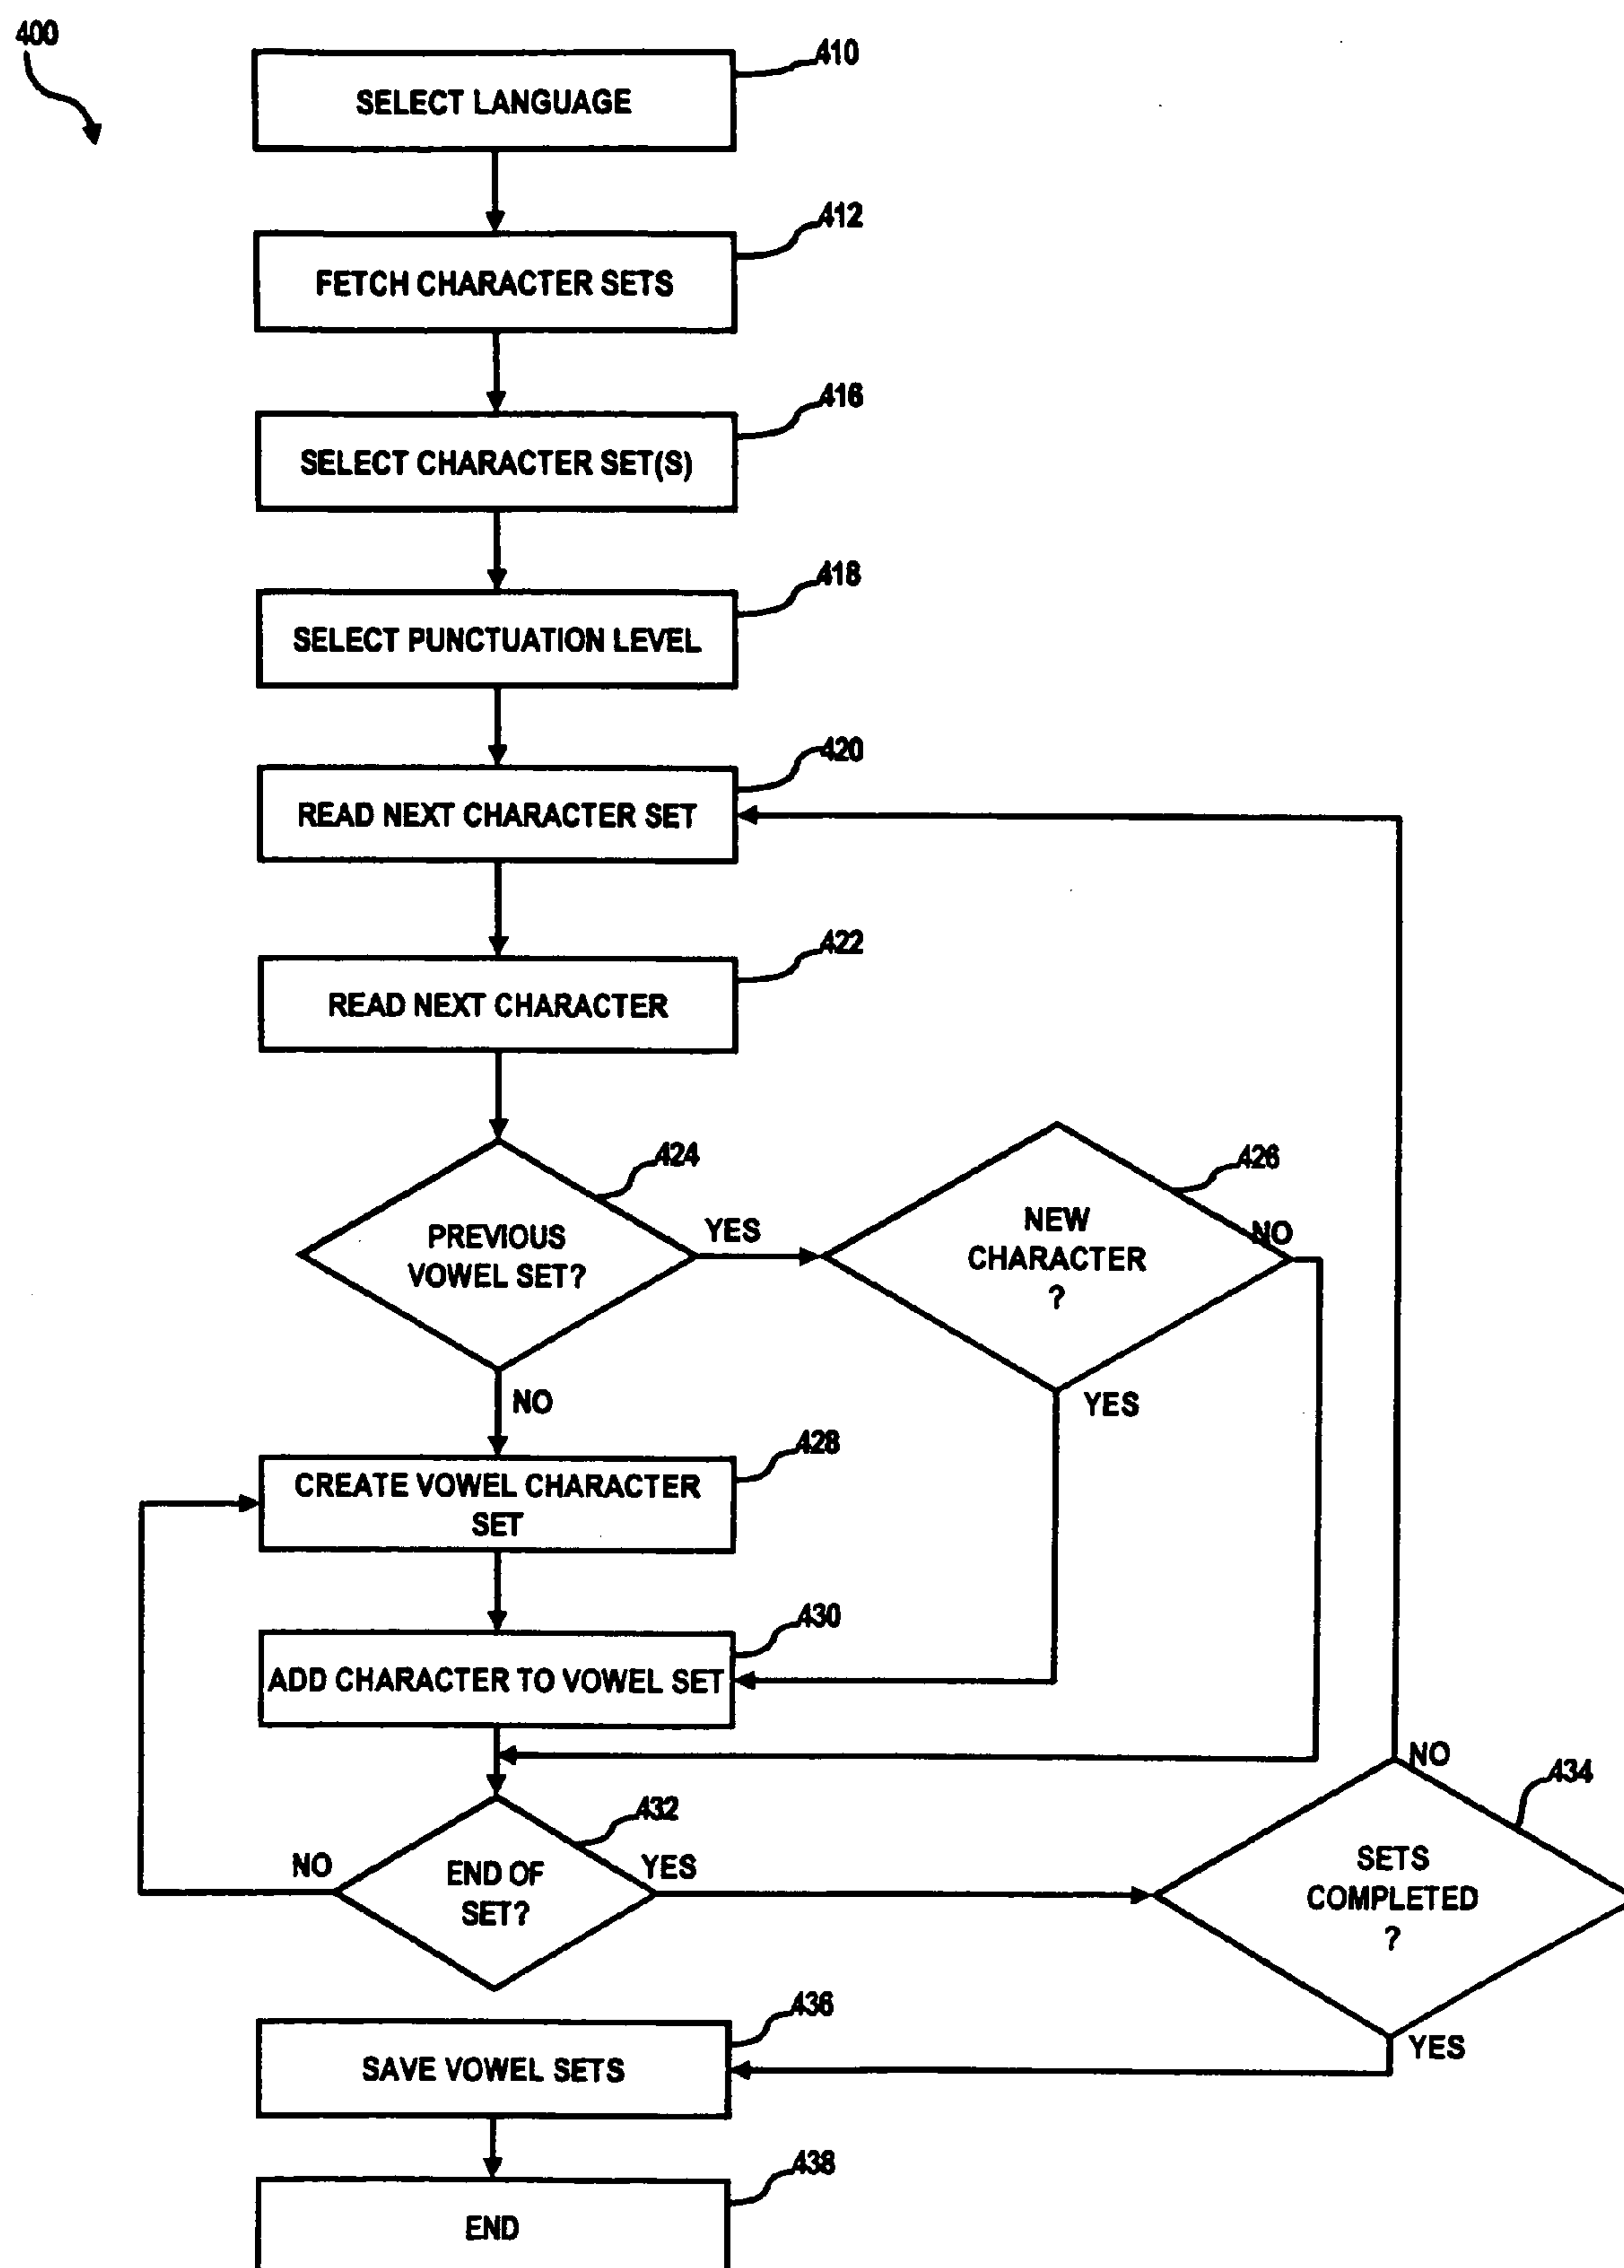 400
410
SELECT LANGUAGE
412
FETCH CHARACTER SETS
416
SELECT CHARACTER SET(S)
418
SELECT PUNCTUATION LEVEL
420
READ NEXT CHARACTER SET
422
READ NEXT CHARACTER
424
PREVIOUS
VOWEL SET?
YES
NO
426
NEW
CHARACTER
?
NO
YES
428
CREATE VOWEL CHARACTER
SET
430
ADD CHARACTER TO VOWEL SET
432
END OF
SET?
NO
YES
434
SETS
COMPLETED
?
NO
YES
436
SAVE VOWEL SETS
438
END